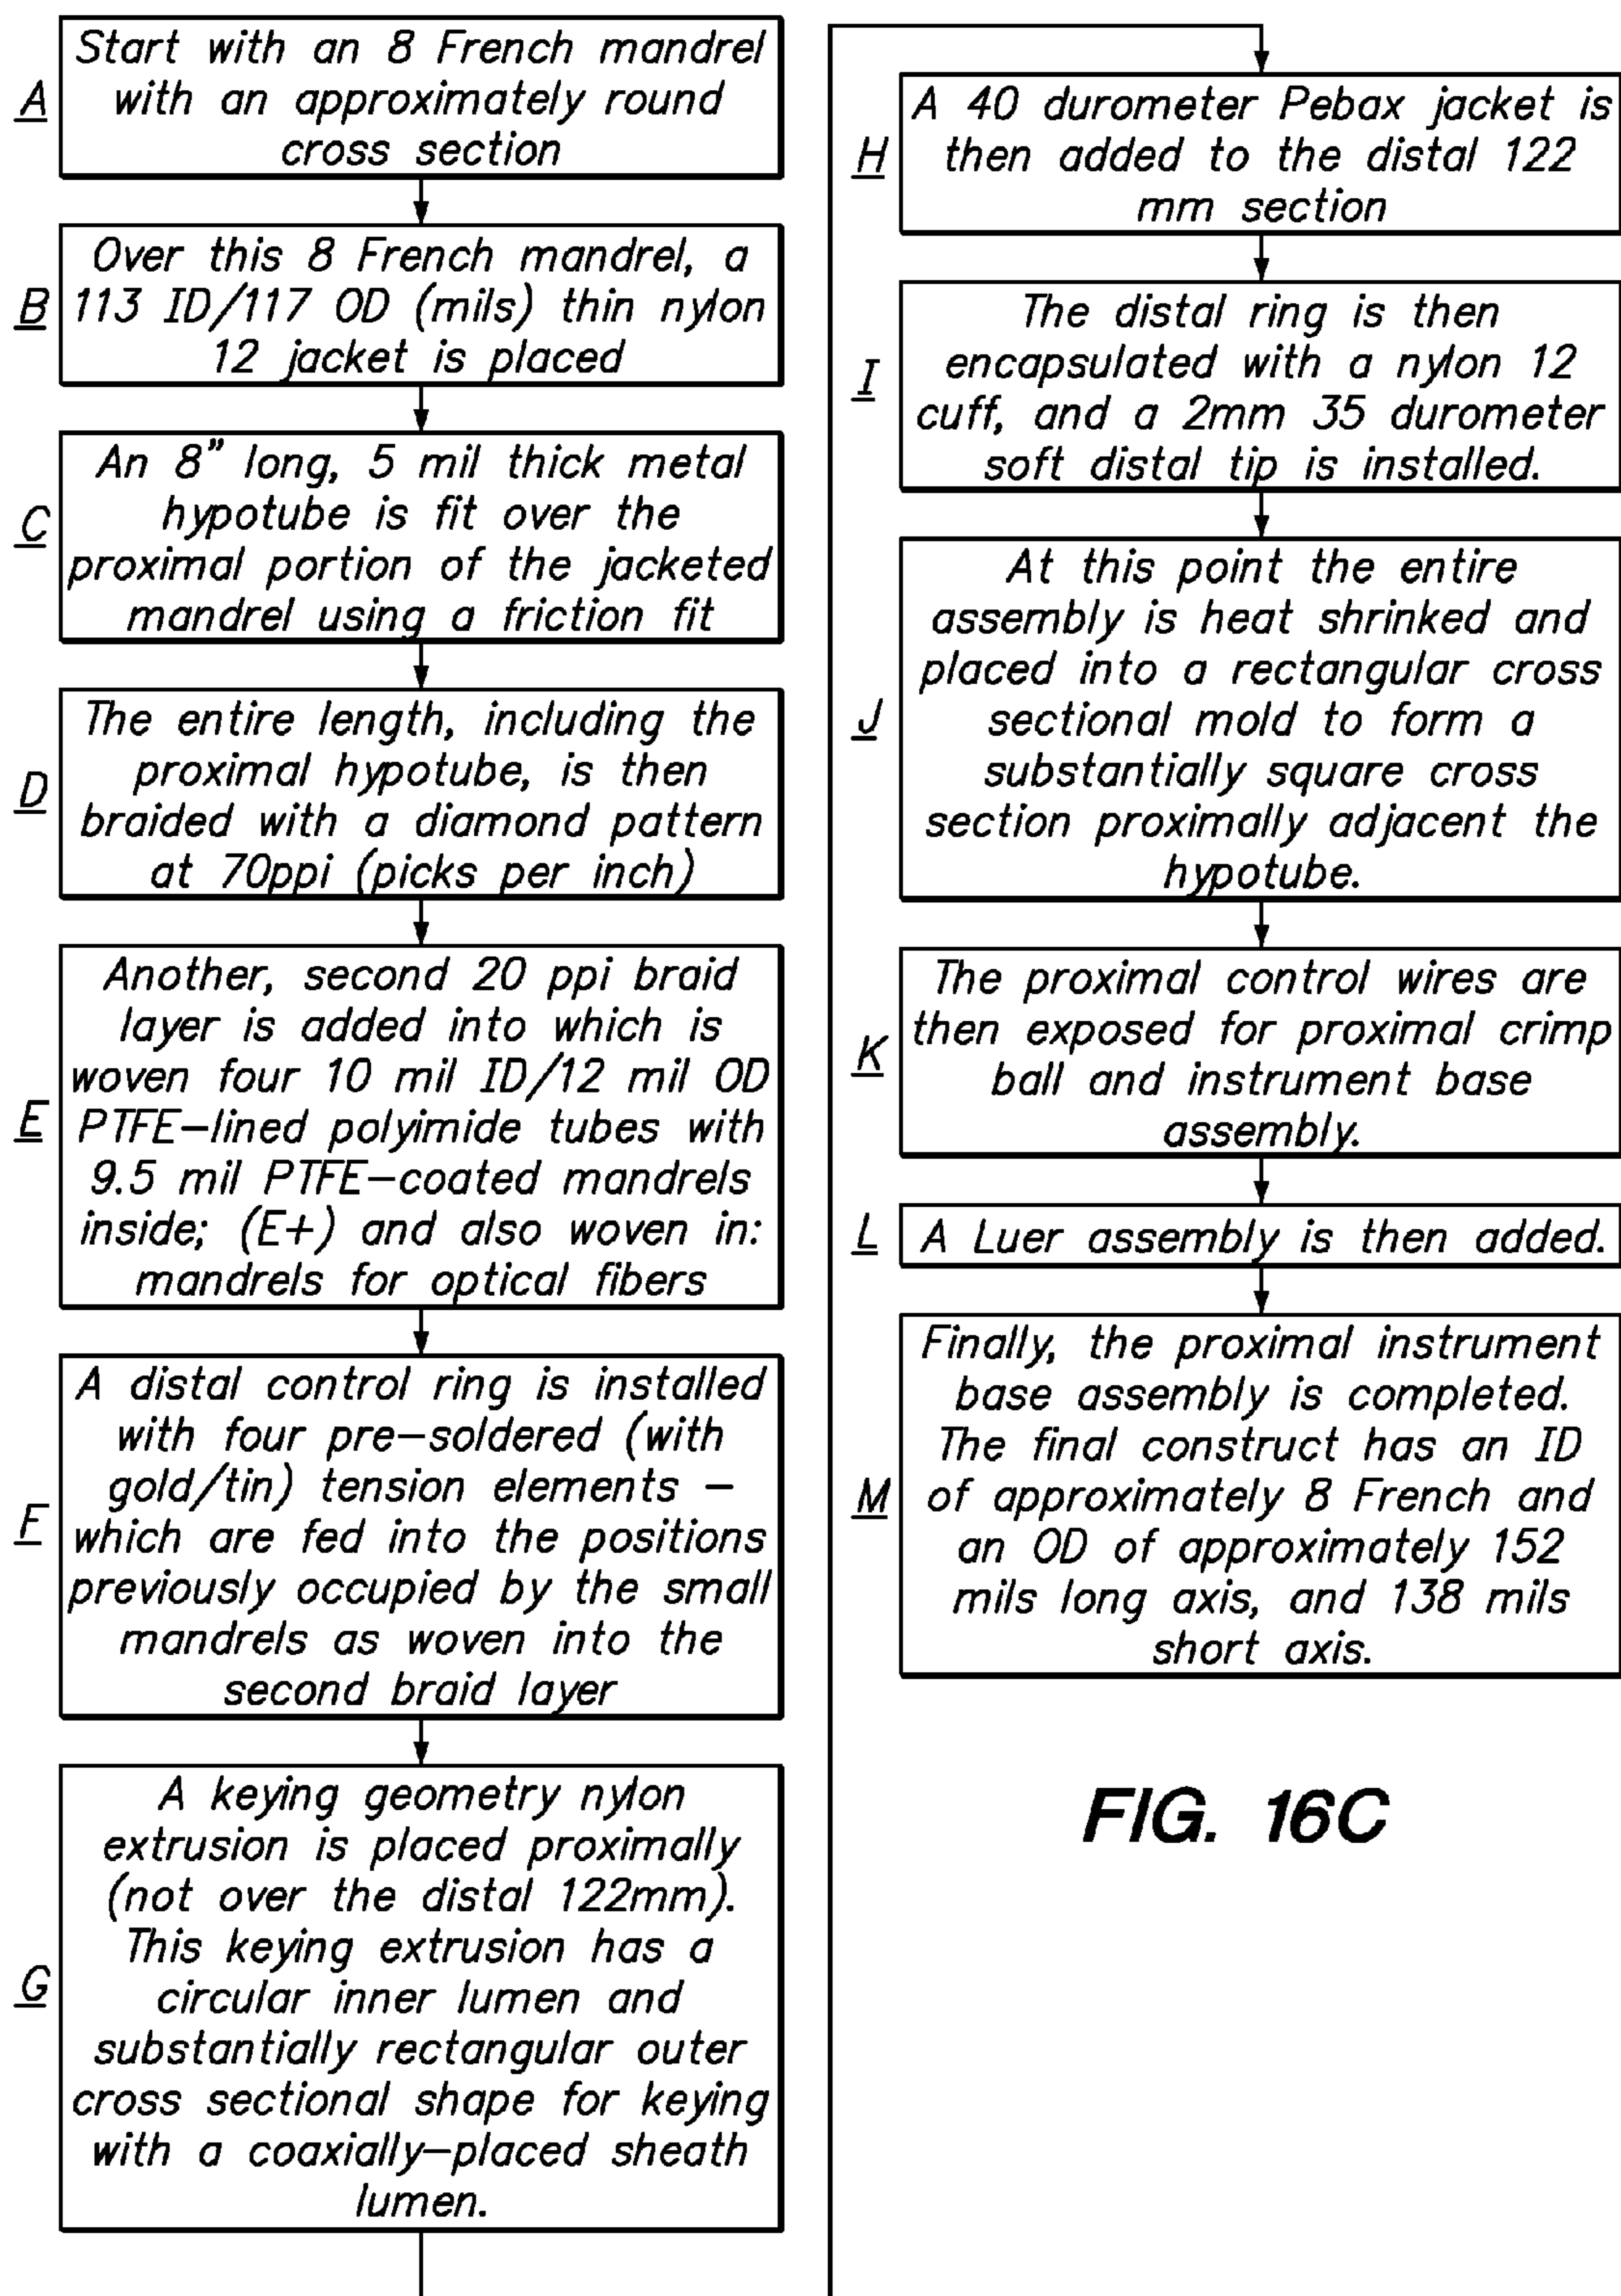 A
Start with an 8 French mandrel
with an approximately round
cross section
B
Over this 8 French mandrel, a
113 ID/117 OD (mils) thin nylon
12 jacket is placed
C
An 8" long, 5 mil thick metal
hypotube is fit over the
proximal portion of the jacketed
mandrel using a friction fit
D
The entire length, including the
proximal hypotube, is then
braided with a diamond pattern
at 70ppi (picks per inch)
E
Another, second 20 ppi braid
layer is added into which is
woven four 10 mil ID/12 mil OD
PTFE-lined polyimide tubes with
9.5 mil PTFE-coated mandrels
inside; (E+) and also woven in:
mandrels for optical fibers
F
A distal control ring is installed
with four pre-soldered (with
gold/tin) tension elements –
which are fed into the positions
previously occupied by the small
mandrels as woven into the
second braid layer
G
A keying geometry nylon
extrusion is placed proximally
(not over the distal 122mm).
This keying extrusion has a
circular inner lumen and
substantially rectangular outer
cross sectional shape for keying
with a coaxially-placed sheath
lumen.
H
A 40 durometer Pebax jacket is
then added to the distal 122
mm section
I
The distal ring is then
encapsulated with a nylon 12
cuff, and a 2mm 35 durometer
soft distal tip is installed.
J
At this point the entire
assembly is heat shrinked and
placed into a rectangular cross
sectional mold to form a
substantially square cross
section proximally adjacent the
hypotube.
K
The proximal control wires are
then exposed for proximal crimp
ball and instrument base
assembly.
L
A Luer assembly is then added.
M
Finally, the proximal instrument
base assembly is completed.
The final construct has an ID
of approximately 8 French and
an OD of approximately 152
mils long axis, and 138 mils
short axis.
FIG. 16C